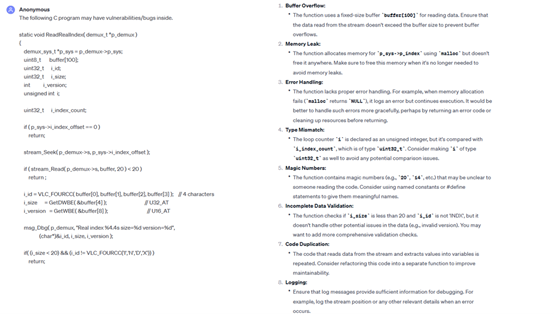 Anonymous
The following C program may have vulnerabilities/bugs inside.
static void ReadRealIndex( demux_t *p_demux )
{
demux_sys_t *p_sys = p_demux->p_sys;
uint8_t buffer[100];
uint32_t i_id;
uint32_t i_size;
int i_version;
unsigned int i;
uint32_t i_index_count;
if ( p_sys->i_index_offset == 0 )
return;
stream_Seek( p_demux->s, p_sys->i_index_offset );
if ( stream_Read( p_demux->s, buffer, 20 ) < 20 )
return ;
i_id = VLC_FOURCC( buffer[0], buffer[1], buffer[2], buffer[3] ); // 4 characters
i_size = GetDWBE( &buffer[4] ); // U32_AT
i_version = GetWBE( &buffer[8] ); // U16_AT
msg_Dbg( p_demux, "Real index %4.4s size=%d version=%d",
(char*)&i_id, i_size, i_version );
if( (i_size < 20) && (i_id != VLC_FOURCC('I','N','D','X')) )
return;
1. Buffer Overflow:
• The function uses a fixed-size buffer `buffer[100]` for reading data. Ensure that
the data read from the stream doesn't exceed the buffer size to prevent buffer
overflows.
2. Memory Leak:
• The function allocates memory for `p_sys->p_index` using `malloc` but doesn't
free it anywhere. Make sure to free this memory when it's no longer needed to
avoid memory leaks.
3. Error Handling:
• The function lacks proper error handling. For example, when memory allocation
fails (`malloc` returns `NULL`), it logs an error but continues execution. It would be
better to handle such errors more gracefully, perhaps by returning an error code or
cleaning up resources before returning.
4. Type Mismatch:
• The loop counter `i` is declared as an unsigned integer, but it's compared with
`i_index_count`, which is of type `uint32_t`. Consider making `i` of type
`uint32_t` as well to avoid any potential comparison issues.
5. Magic Numbers:
• The function contains magic numbers (e.g., `20`, `14`, etc.) that may be unclear to
someone reading the code. Consider using named constants or #define
statements to give them meaningful names.
6. Incomplete Data Validation:
• The function checks if `i_size` is less than 20 and `i_id` is not 'INDX', but it
doesn't handle other potential issues in the data (e.g., invalid version). You may
want to add more comprehensive validation checks.
7. Code Duplication:
• The code that reads data from the stream and extracts values into variables is
repeated. Consider refactoring this code into a separate function to improve
maintainability.
8. Logging:
• Ensure that log messages provide sufficient information for debugging. For
example, log the stream position or any other relevant details when an error
occurs.